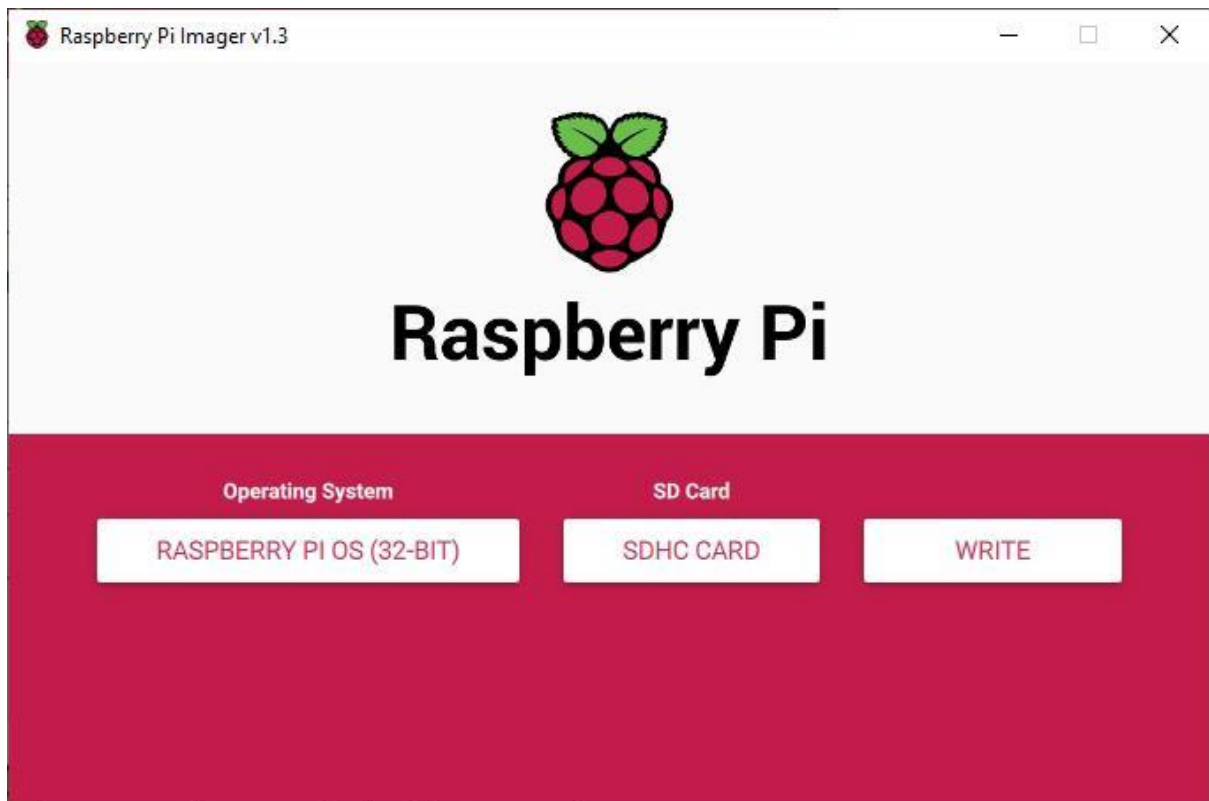 Raspberry Pi Imager v1.3
Raspberry Pi
Operating System
SD Card
RASPBERRY PI OS (32-BIT)
SDHC CARD
WRITE